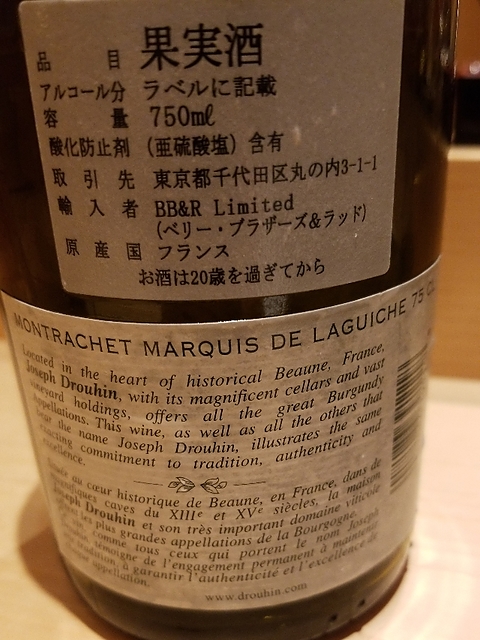 品 目 果実酒
アルコール分 ラベルに記載
容 量 750㎖
酸化防止剤 (亜硫酸塩) 含有
取 引 先 東京都千代田区丸の内3-1-1
輸 入 者 BB&R Limited
(ベリー・ブラザーズ&ラッド)
原 産 国 フランス
お酒は20歳を過ぎてから
MONTRACHET MARQUIS DE LAGUICHE 75 CL
Located in the heart of historical Beaune, France,
Joseph Drouhin, with its magnificent cellars and vast
vineyard holdings, offers all the great Burgundy
appellations. This wine, as well as all the others that
bear the name Joseph Drouhin, illustrates the same
exacting commitment to tradition, authenticity and
excellence.
au cœur historique de Beaune, en France, dans de
magnifiques caves du XIIIe et XVe siècles, la maison
Joseph Drouhin et son très important domaine viticole
les plus grandes appellations de la Bourgogne.
comme tous ceux qui portent le nom Joseph
témoigne de l'engagement permanent à maintenir
tradition, à garantir l'authenticité et l'excellence de
appellation.
www.drouhin.com